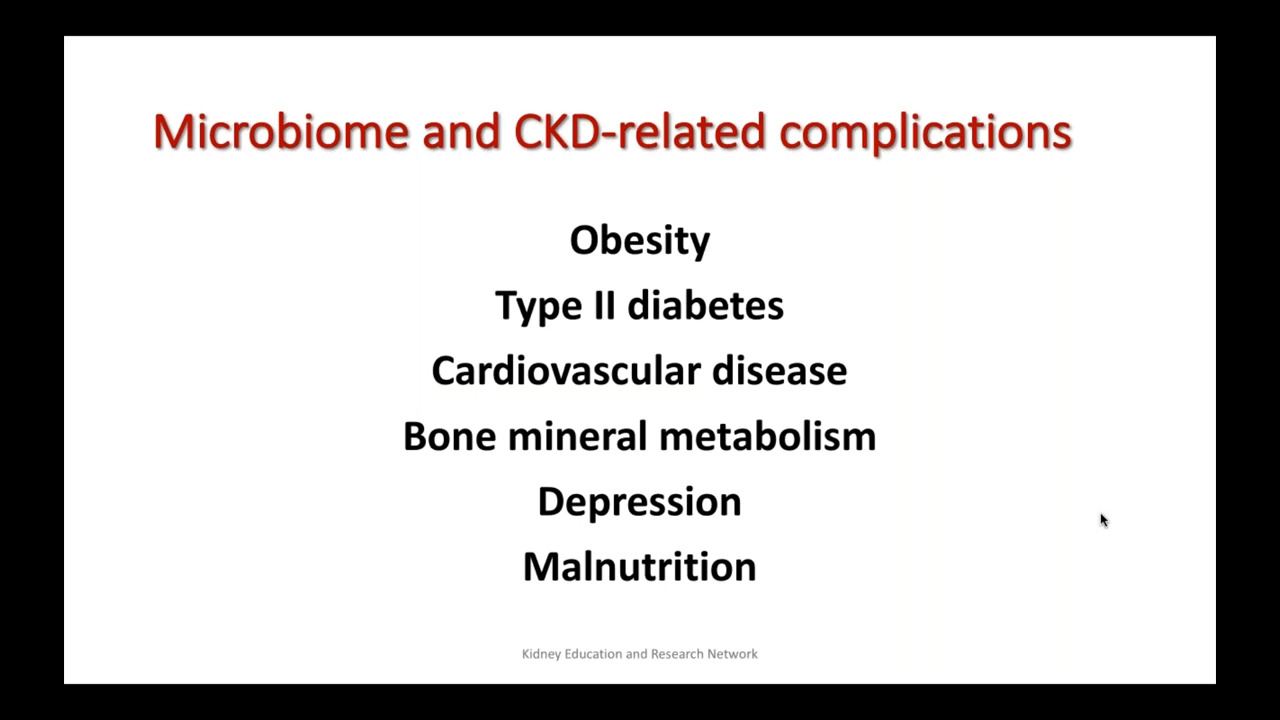 Microbiome and CKD-related complications
Obesity
Type II diabetes
Cardiovascular disease
Bone mineral metabolism
Depression
Malnutrition
Kidney Education and Research Network